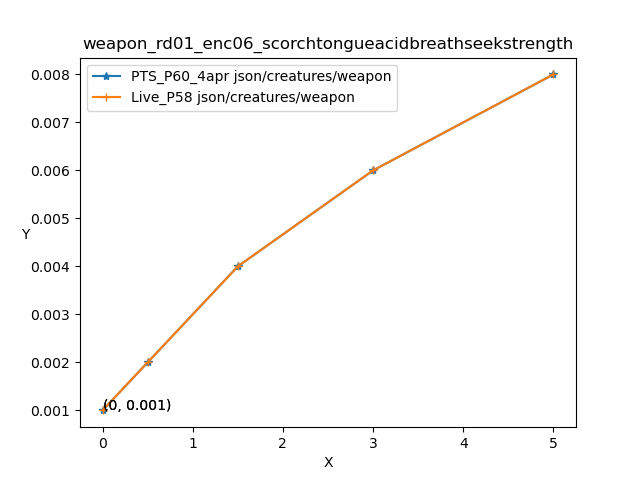 weapon_rd01_enc06_scorchtongueacidbreathseekstrength
PTS_P60_4apr json/creatures/weapon
Live_P58 json/creatures/weapon
0.008
0.007
0.006
0.005
Y
0.004
0.003
0.002
0.001
(0, 0.001)
0 1 2 3 4 5
X